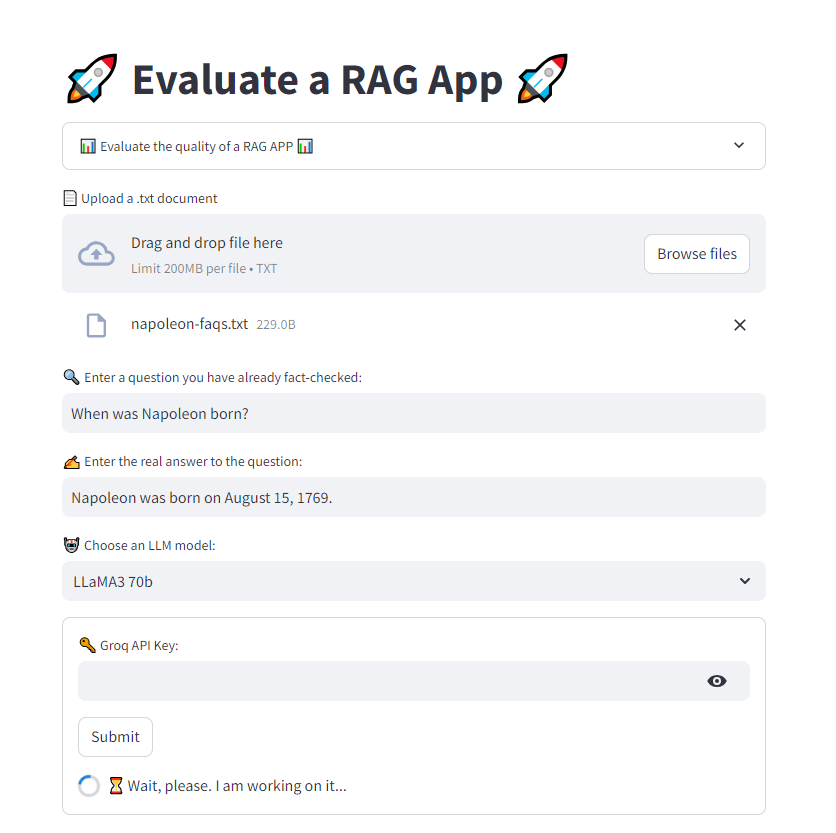 🚀 Evaluate a RAG App 🚀
📊 Evaluate the quality of a RAG APP 📊
📄 Upload a .txt document
Drag and drop file here
Limit 200MB per file • TXT
Browse files
napoleon-faqs.txt 229.0B
🔍 Enter a question you have already fact-checked:
When was Napoleon born?
✍️ Enter the real answer to the question:
Napoleon was born on August 15, 1769.
🤖 Choose an LLM model:
LLaMA3 70b
🔑 Groq API Key:
Submit
⏳ Wait, please. I am working on it...